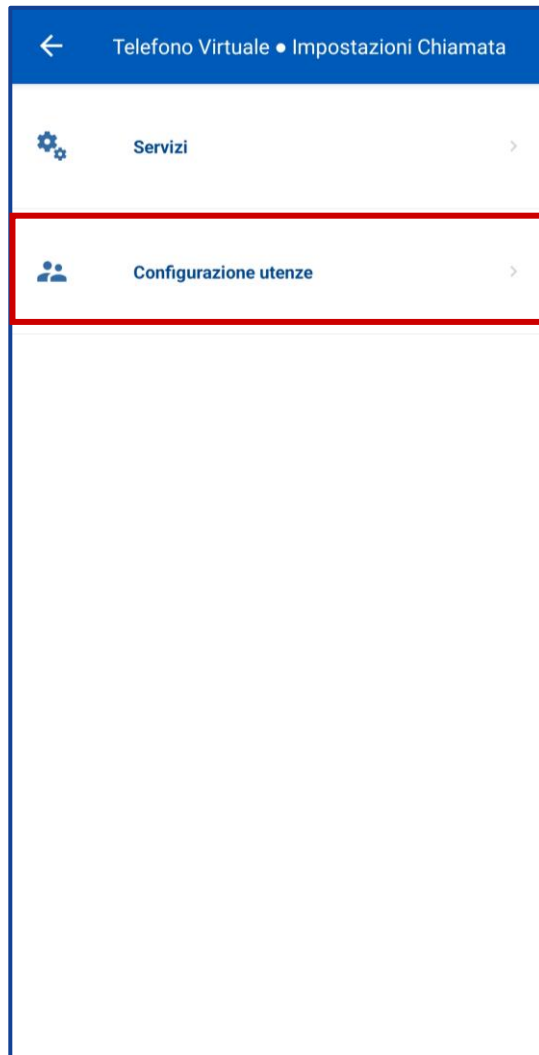 Telefono Virtuale ● Impostazioni Chiamata
Servizi
Configurazione utenze